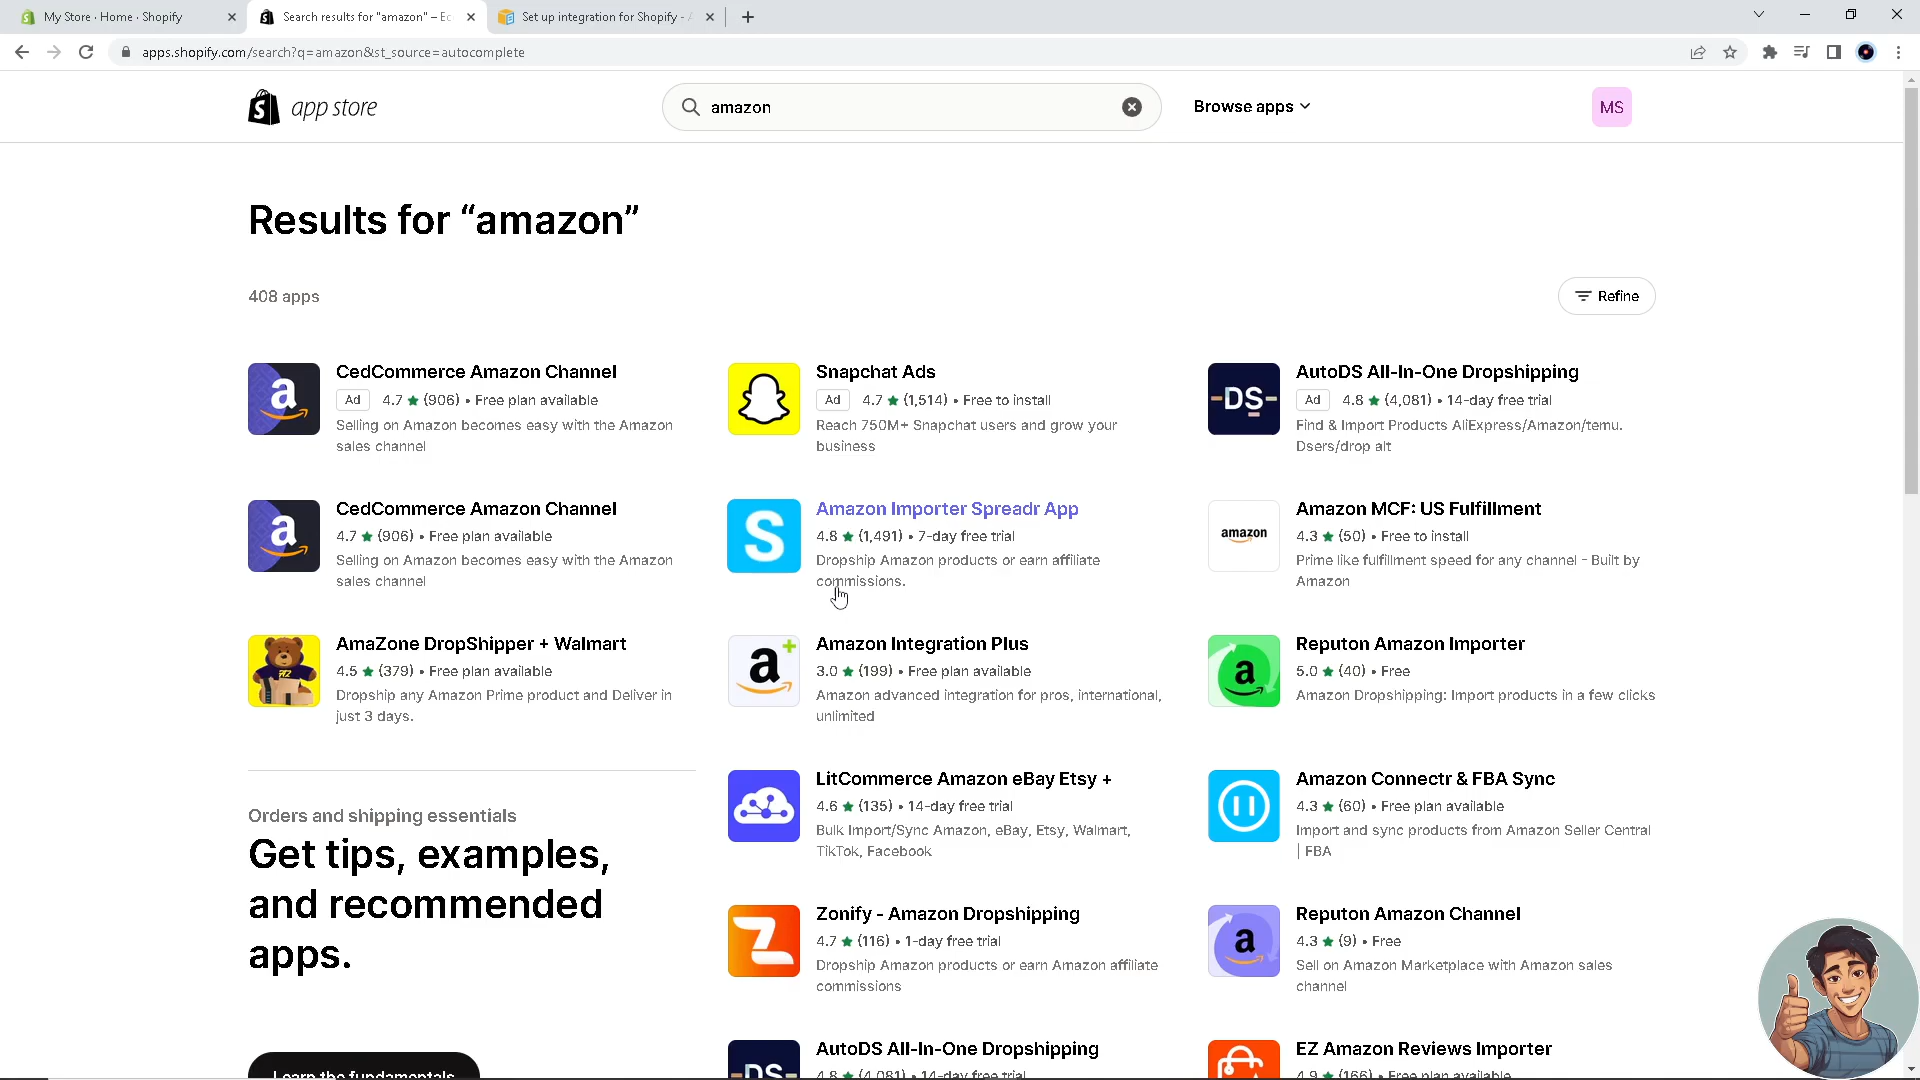 My Store · Home · Shopify
Search results for "amazon" – Ec
Set up integration for Shopify -
apps.shopify.com/search?q=amazon&st_source=autocomplete
app store
amazon
Browse apps
MS
Results for “amazon”
408 apps
Refine
CedCommerce Amazon Channel
Ad 4.7 ★ (906) • Free plan available
Selling on Amazon becomes easy with the Amazon
sales channel
Snapchat Ads
Ad 4.7 ★ (1,514) • Free to install
Reach 750M+ Snapchat users and grow your
business
-DS-
AutoDS All-In-One Dropshipping
Ad 4.8 ★ (4,081) • 14-day free trial
Find & Import Products AliExpress/Amazon/temu.
Dsers/drop alt
CedCommerce Amazon Channel
4.7 ★ (906) • Free plan available
Selling on Amazon becomes easy with the Amazon
sales channel
S
Amazon Importer Spreadr App
4.8 ★ (1,491) • 7-day free trial
Dropship Amazon products or earn affiliate
commissions.
amazon
Amazon MCF: US Fulfillment
4.3 ★ (50) • Free to install
Prime like fulfillment speed for any channel - Built by
Amazon
AmaZone DropShipper + Walmart
4.5 ★ (379) • Free plan available
Dropship any Amazon Prime product and Deliver in
just 3 days.
a
Amazon Integration Plus
3.0 ★ (199) • Free plan available
Amazon advanced integration for pros, international,
unlimited
a
Reputon Amazon Importer
5.0 ★ (40) • Free
Amazon Dropshipping: Import products in a few clicks
Orders and shipping essentials
Get tips, examples,
and recommended
apps.
Learn the fundamentals
LitCommerce Amazon eBay Etsy +
4.6 ★ (135) • 14-day free trial
Bulk Import/Sync Amazon, eBay, Etsy, Walmart,
TikTok, Facebook
Amazon Connectr & FBA Sync
4.3 ★ (60) • Free plan available
Import and sync products from Amazon Seller Central
| FBA
Zonify - Amazon Dropshipping
4.7 ★ (116) • 1-day free trial
Dropship Amazon products or earn Amazon affiliate
commissions
a
Reputon Amazon Channel
4.3 ★ (9) • Free
Sell on Amazon Marketplace with Amazon sales
channel
-DS-
AutoDS All-In-One Dropshipping
4.8 ★ (4,081) • 14-day free trial
EZ Amazon Reviews Importer
4.9 ★ (166) • Free plan available